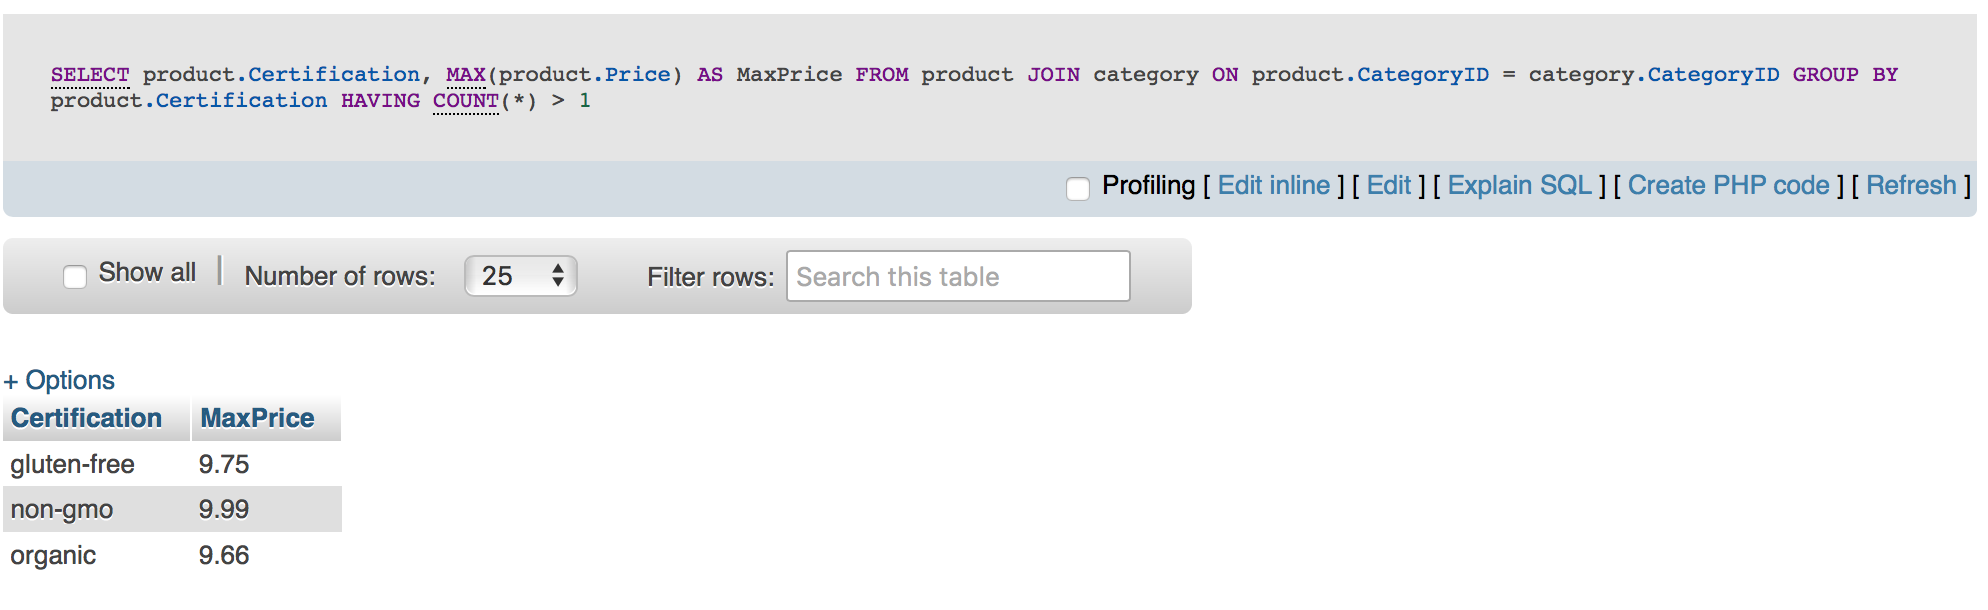 SELECT product.Certification, MAX(product.Price) AS MaxPrice FROM product JOIN category ON product.CategoryID = category.CategoryID GROUP BY
product.Certification HAVING COUNT(*) > 1
Profiling [ Edit inline ] [ Edit ] [ Explain SQL ] [ Create PHP code ] [ Refresh ]
Show all | Number of rows: 25 Filter rows: Search this table
+ Options
Certification MaxPrice
gluten-free 9.75
non-gmo 9.99
organic 9.66